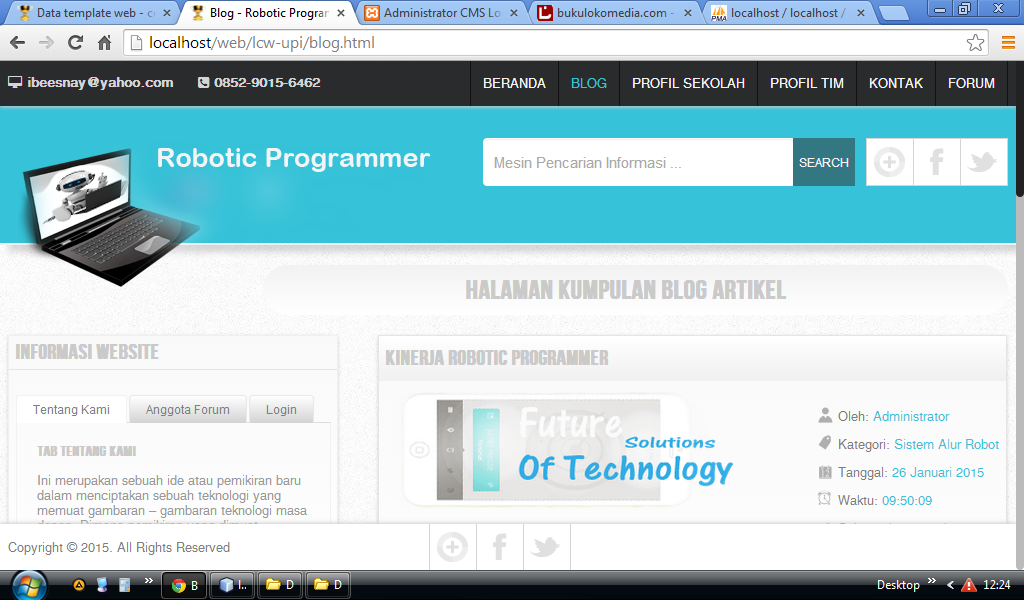 Data template web - c
Blog - Robotic Program
Administrator CMS Lo
bukulokomedia.com -
localhost / localhost /
localhost/web/lcw-upi/blog.html
ibeesnay@yahoo.com
0852-9015-6462
BERANDA
BLOG
PROFIL SEKOLAH
PROFIL TIM
KONTAK
FORUM
Robotic Programmer
Mesin Pencarian Informasi ...
SEARCH
HALAMAN KUMPULAN BLOG ARTIKEL
INFORMASI WEBSITE
Tentang Kami
Anggota Forum
Login
TAB TENTANG KAMI
Ini merupakan sebuah ide atau pemikiran baru
dalam menciptakan sebuah teknologi yang
memuat gambaran – gambaran teknologi masa
KINERJA ROBOTIC PROGRAMMER
Future
Solutions
Of Technology
Oleh: Administrator
Kategori: Sistem Alur Robot
Tanggal: 26 Januari 2015
Waktu: 09:50:09
Copyright © 2015. All Rights Reserved
B
I..
D
D
Desktop
12:24